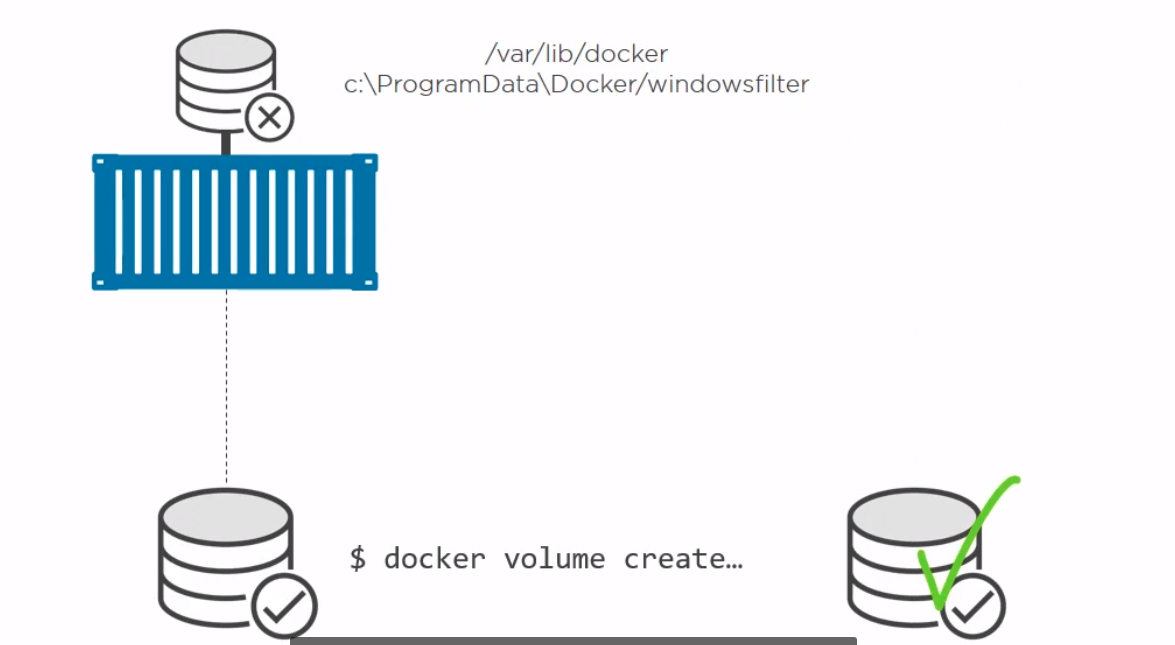 /var/lib/docker
c:\ProgramData\Docker/windowsfilter
$ docker volume create…